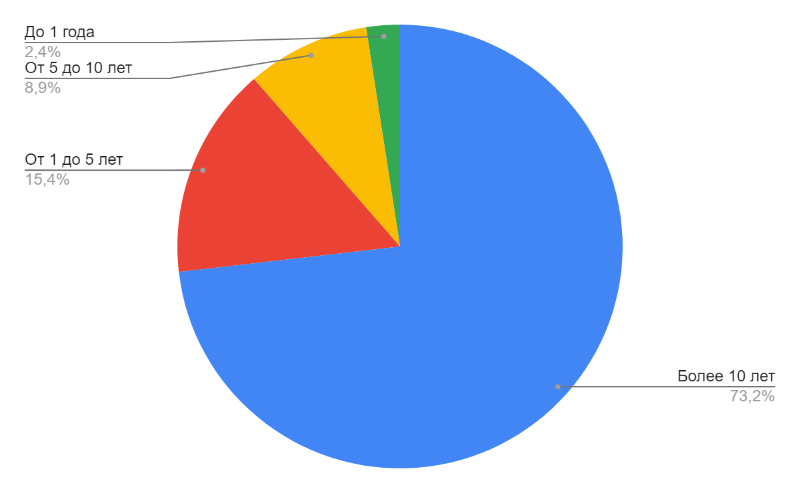 До 1 года
2,4%
От 5 до 10 лет
8,9%
От 1 до 5 лет
15,4%
Более 10 лет
73,2%